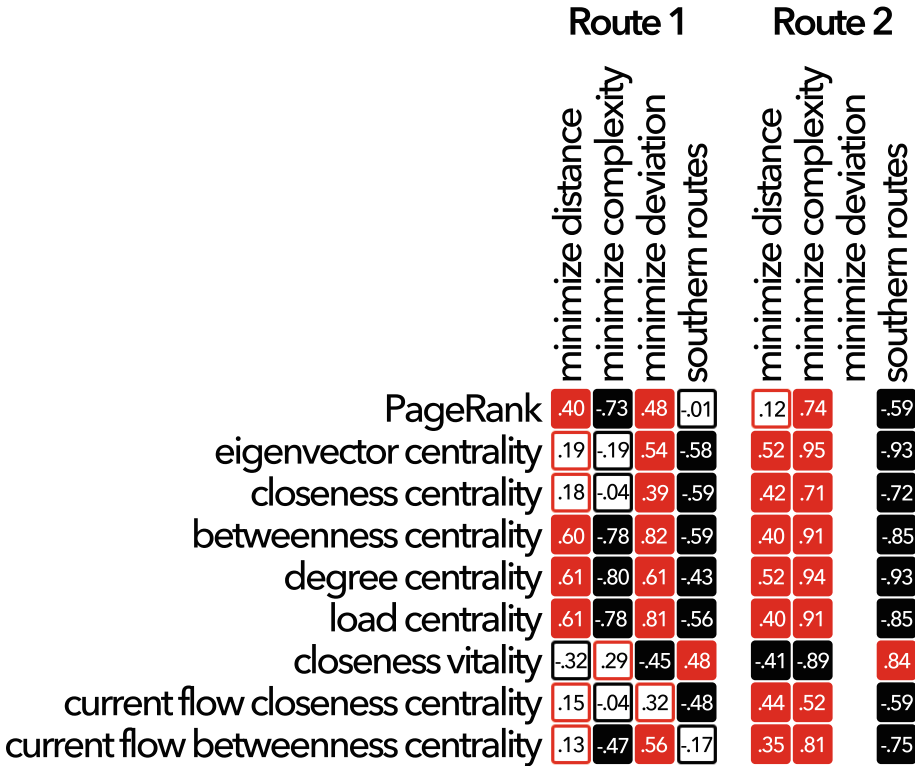 Route 1 Route 2
minimize distance minimize complexity minimize deviation southern routes minimize distance minimize complexity minimize deviation southern routes
PageRank .40 -.73 .48 -.01 .12 .74 -.59
eigenvector centrality .19 -.19 .54 -.58 .52 .95 -.93
closeness centrality .18 -.04 .39 -.59 .42 .71 -.72
betweenness centrality .60 -.78 .82 -.59 .40 .91 -.85
degree centrality .61 -.80 .61 -.43 .52 .94 -.93
load centrality .61 -.78 .81 -.56 .40 .91 -.85
closeness vitality -.32 .29 -.45 .48 -.41 -.89 .84
current flow closeness centrality .15 -.04 .32 -.48 .44 .52 -.59
current flow betweenness centrality .13 -.47 .56 -.17 .35 .81 -.75